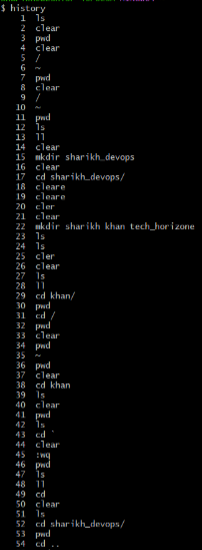 $ history
1 ls
2 clear
3 pwd
4 clear
5 /
6 ~
7 pwd
8 clear
9 /
10 ~
11 pwd
12 ls
13 ll
14 clear
15 mkdir sharikh_devops
16 clear
17 cd sharikh_devops/
18 cleare
19 cleare
20 cler
21 clear
22 mkdir sharikh khan tech_horizone
23 ls
24 ls
25 cler
26 clear
27 ls
28 ll
29 cd khan/
30 pwd
31 cd /
32 pwd
33 clear
34 pwd
35 ~
36 pwd
37 clear
38 cd khan
39 ls
40 clear
41 pwd
42 ls
43 cd `
44 clear
45 :wq
46 pwd
47 ls
48 ll
49 cd
50 clear
51 ls
52 cd sharikh_devops/
53 pwd
54 cd ..